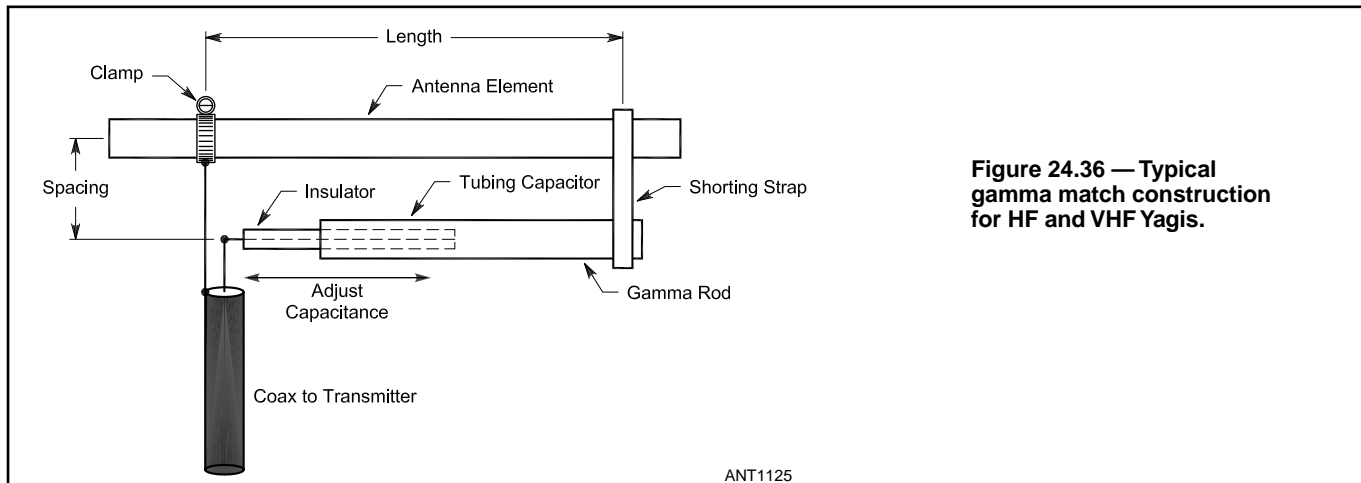 Length
Clamp
Antenna Element
Spacing
Insulator
Tubing Capacitor
Shorting Strap
Adjust
Capacitance
Gamma Rod
Coax to Transmitter
ANT1125
Figure 24.36 — Typical
gamma match construction
for HF and VHF Yagis.